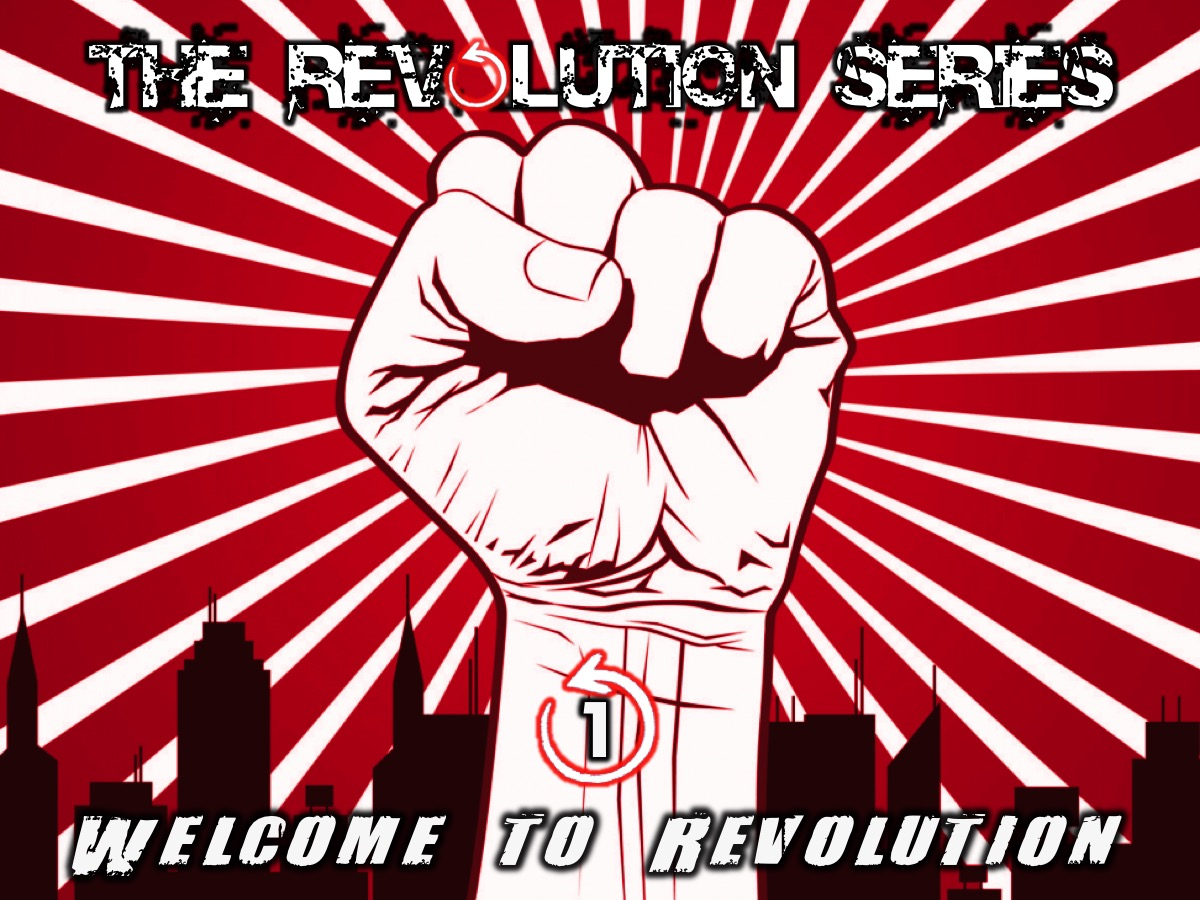 THE REVOLUTION SERIES
1
WELCOME TO REVOLUTION